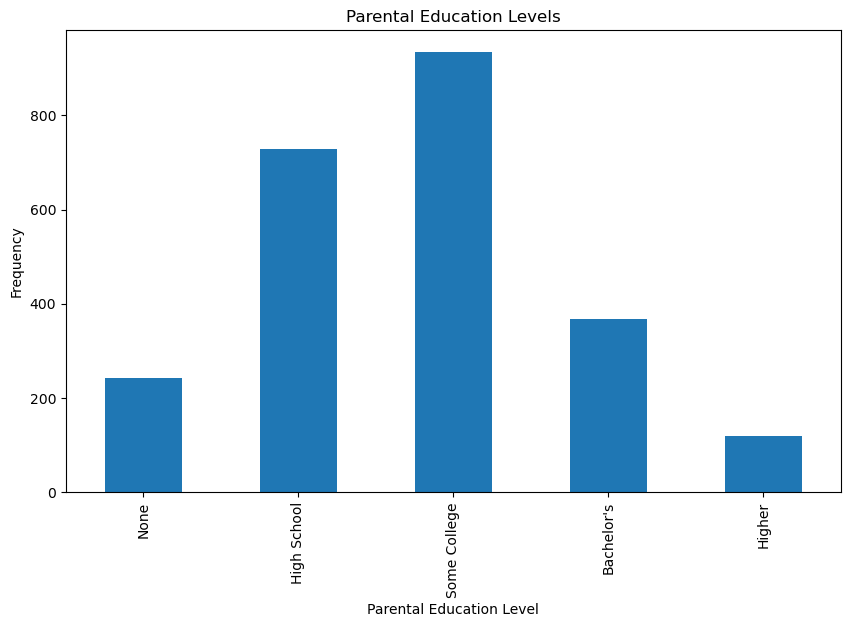 Parental Education Levels
Frequency
800
600
400
200
0
None
High School
Some College
Bachelor's
Higher
Parental Education Level